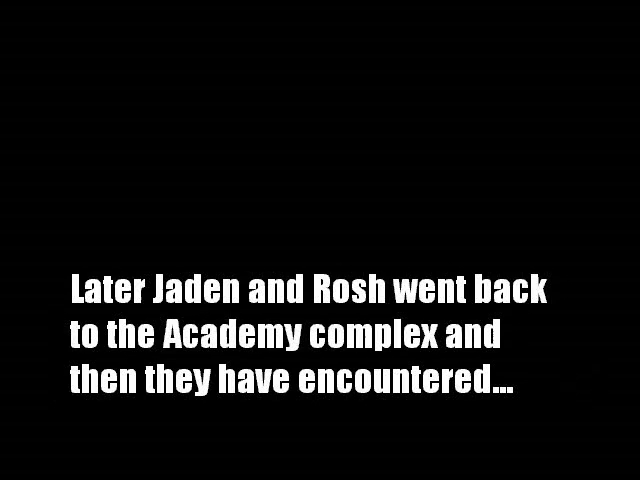 Later Jaden and Rosh went back
to the Academy complex and
then they have encountered...